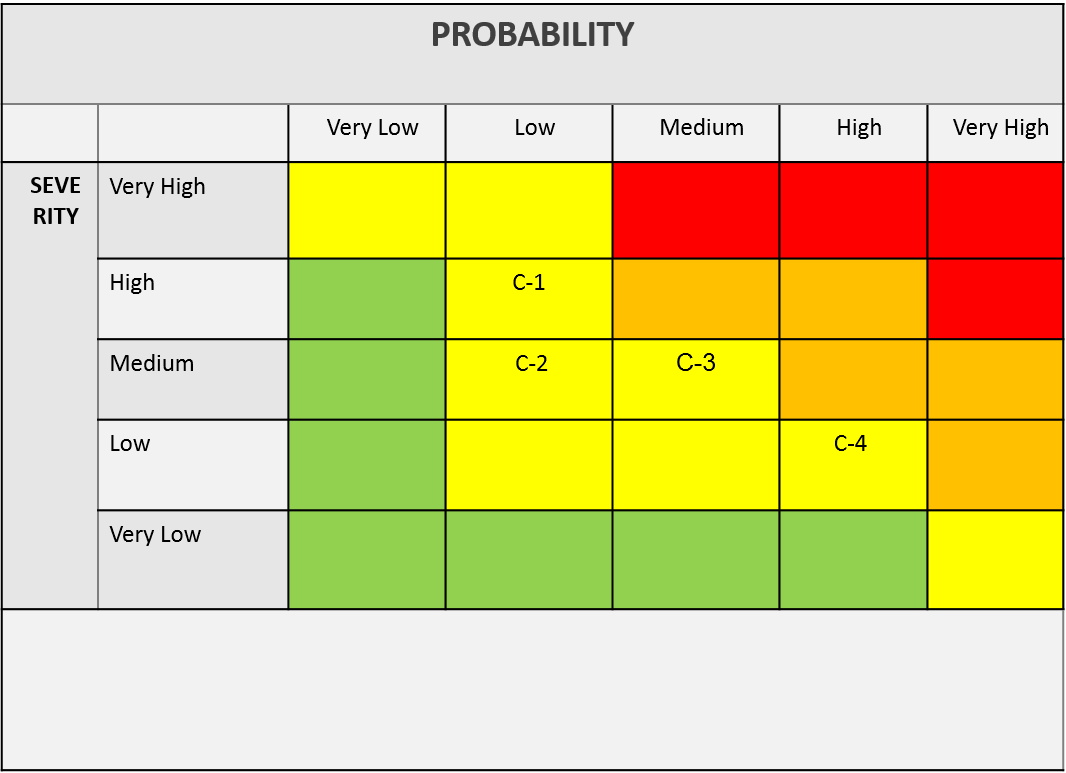 PROBABILITY
Very Low Low Medium High Very High
SEVE
RITY
Very High
High C-1
Medium C-2 C-3
Low C-4
Very Low